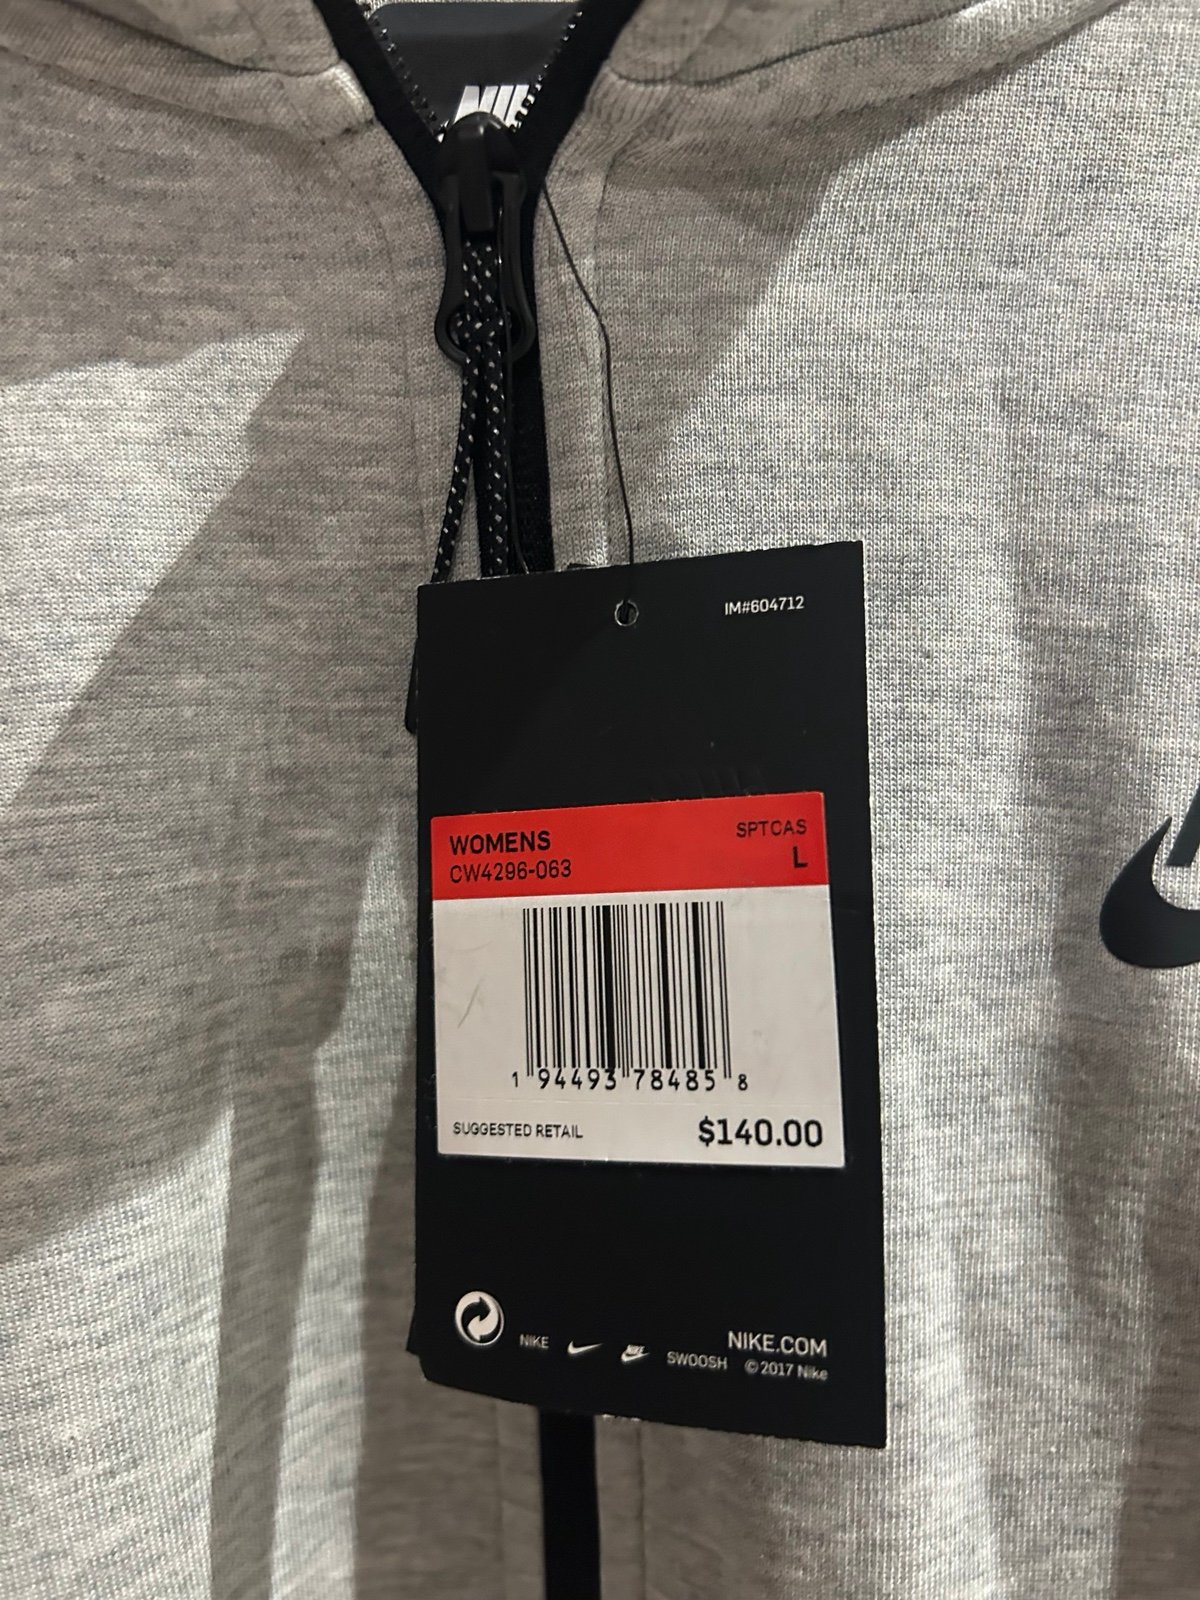 IM#604712
WOMENS
CW4296-063
SPTCAS
L
1 94493 78485 8
SUGGESTED RETAIL
$140.00
NIKE
NIKE
SWOOSH
NIKE.COM
© 2017 Nike